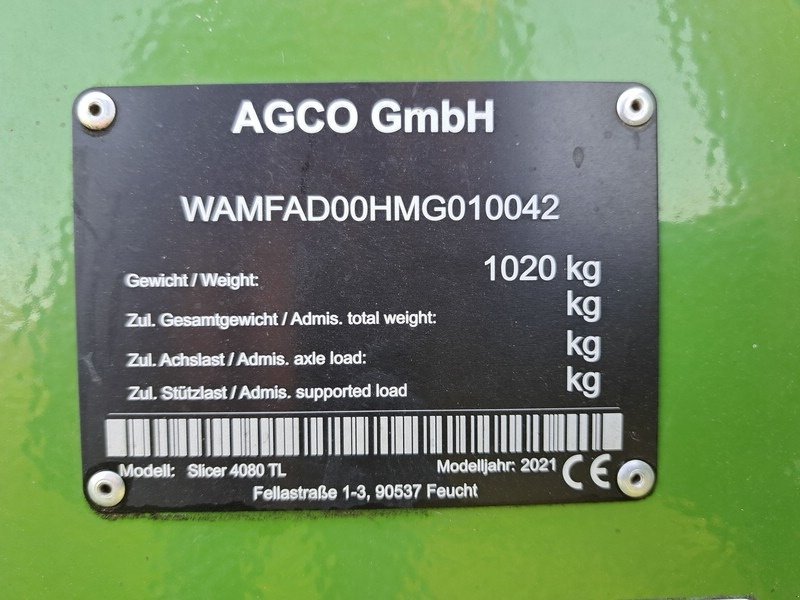 AGCO GmbH
WAMFAD00HMG010042
Gewicht / Weight: 1020 kg
Zul. Gesamtgewicht / Admis. total weight: kg
Zul. Achslast / Admis. axle load: kg
Zul. Stützlast / Admis. supported load kg
Modell: Slicer 4080 TL Modelljahr: 2021 CE
Fellastraße 1-3, 90537 Feucht